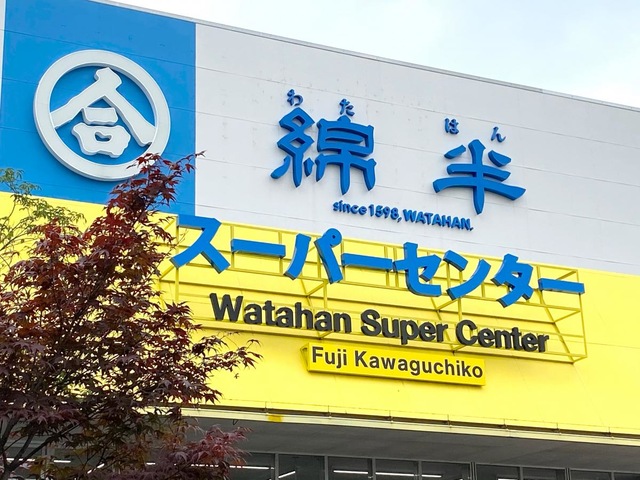 合
わた はん
綿半
since 1598, WATAHAN.
スーパーセンター
Watahan Super Center
Fuji Kawaguchiko